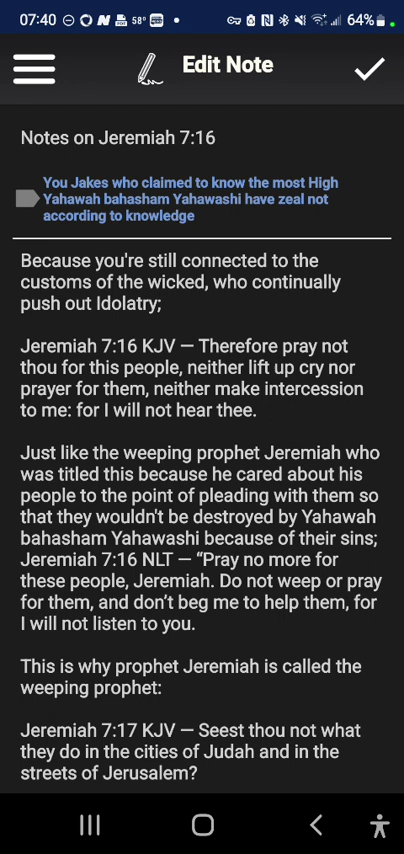 07:40
58°
64%
Edit Note
Notes on Jeremiah 7:16
You Jakes who claimed to know the most High
Yahawah bahasham Yahawashi have zeal not
according to knowledge
Because you're still connected to the
customs of the wicked, who continually
push out Idolatry;
Jeremiah 7:16 KJV — Therefore pray not
thou for this people, neither lift up cry nor
prayer for them, neither make intercession
to me: for I will not hear thee.
Just like the weeping prophet Jeremiah who
was titled this because he cared about his
people to the point of pleading with them so
that they wouldn't be destroyed by Yahawah
bahasham Yahawashi because of their sins;
Jeremiah 7:16 NLT — “Pray no more for
these people, Jeremiah. Do not weep or pray
for them, and don’t beg me to help them, for
I will not listen to you.
This is why prophet Jeremiah is called the
weeping prophet:
Jeremiah 7:17 KJV — Seest thou not what
they do in the cities of Judah and in the
streets of Jerusalem?